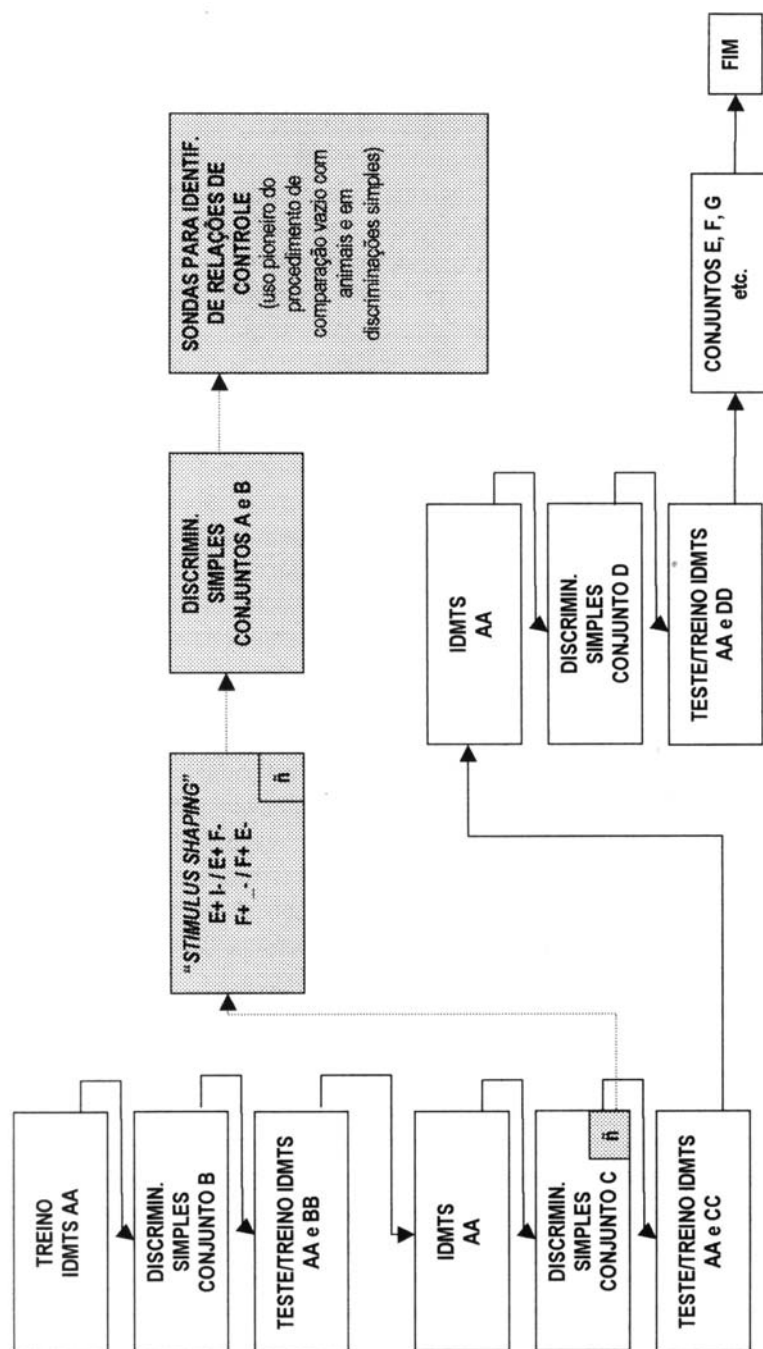 TREINO
IDMTS AA
DISCRIMIN.
SIMPLES
CONJUNTO B
TESTE/TREINO IDMTS
AA e BB
IDMTS
AA
DISCRIMIN.
SIMPLES
CONJUNTO C
ñ
TESTE/TREINO IDMTS
AA e CC
"STIMULUS SHAPING"
E+ I- / E+ F-
F+ _- / F+ E-
ñ
DISCRIMIN.
SIMPLES
CONJUNTOS A e B
SONDAS PARA IDENTIF.
DE RELAÇÕES DE
CONTROLE
(uso pioneiro do
procedimento de
comparação vazio com
animais e em
discriminações simples)
IDMTS
AA
DISCRIMIN.
SIMPLES
CONJUNTO D
TESTE/TREINO IDMTS
AA e DD
CONJUNTOS E, F, G
etc.
FIM